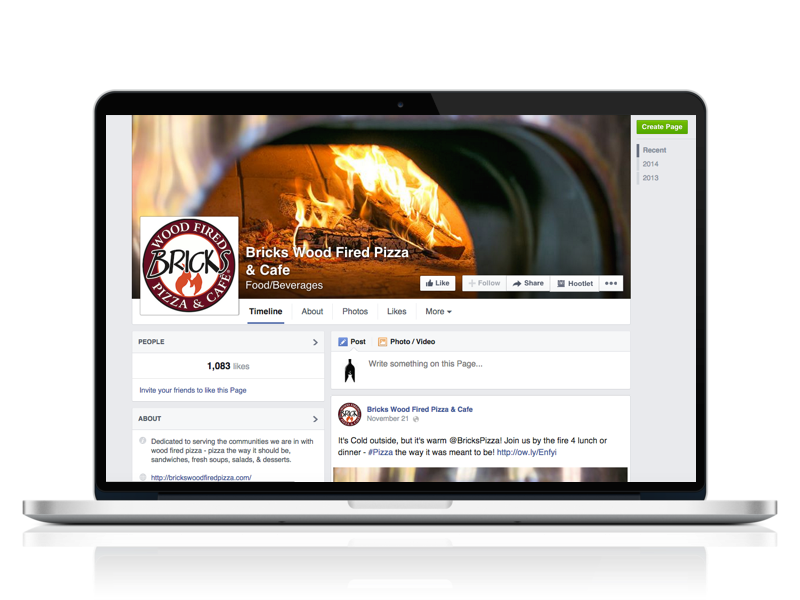 Create Page
Recent
2014
2013
WOOD FIRED
BRICKS
PIZZA & CAFÉ
Bricks Wood Fired Pizza
& Cafe
Food/Beverages
Like
Follow
Share
Hootlet
Timeline
About
Photos
Likes
More
PEOPLE
1,083 likes
Invite your friends to like this Page
ABOUT
Dedicated to serving the communities we are in with
wood fired pizza - pizza the way it should be,
sandwiches, fresh soups, salads, & desserts.
http://brickswoodfiredpizza.com/
Post
Photo / Video
Write something on this Page...
BRICKS
Bricks Wood Fired Pizza & Cafe
November 21
It's Cold outside, but it's warm @BricksPizza! Join us by the fire 4 lunch or
dinner - #Pizza the way it was meant to be! http://ow.ly/Enfyi